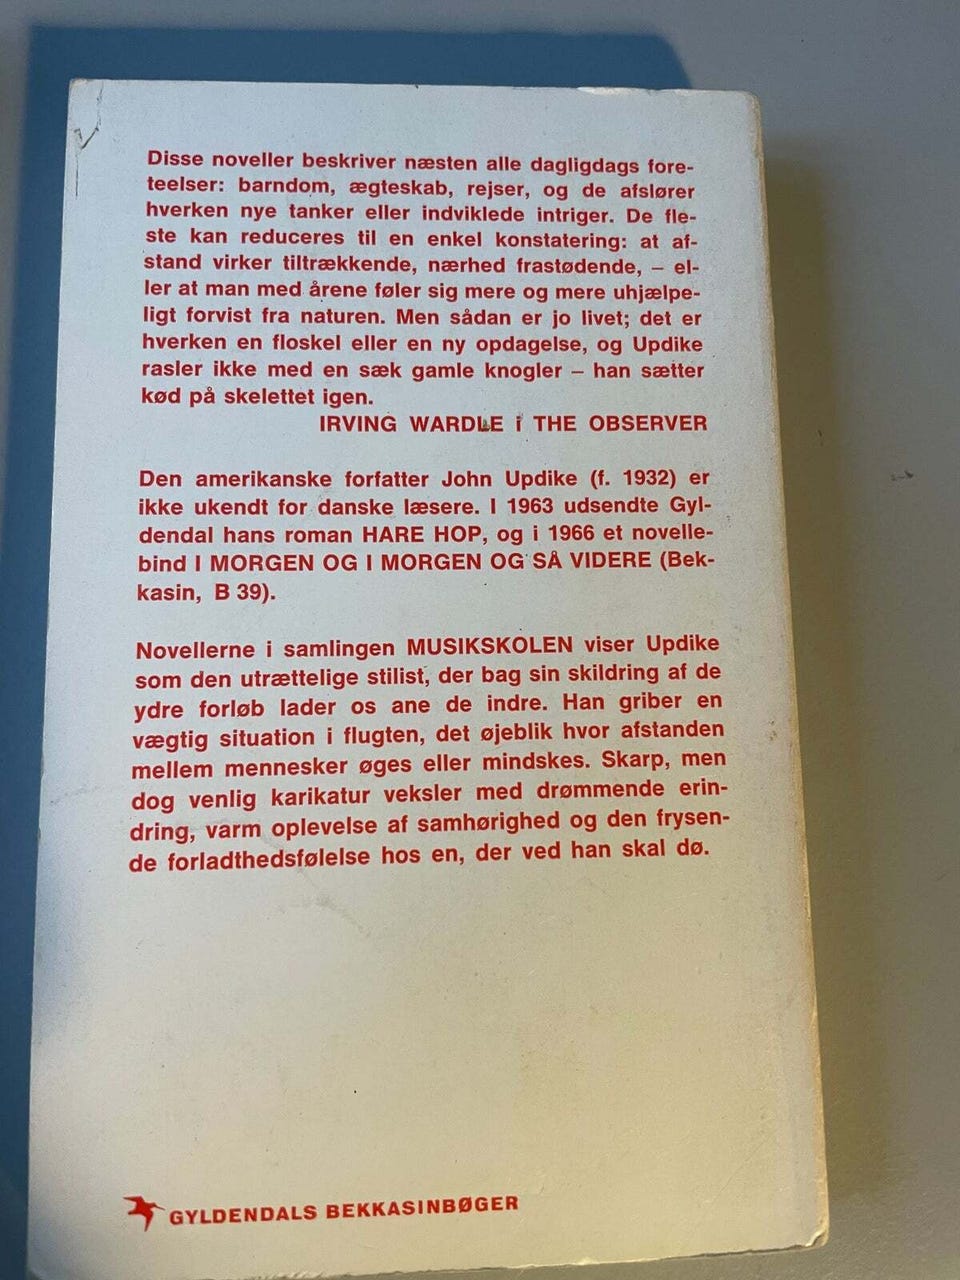 Disse noveller beskriver næsten alle dagligdags fore-
teelser: barndom, ægteskab, rejser, og de afslører
hverken nye tanker eller indviklede intriger. De fle-
ste kan reduceres til en enkel konstatering: at af-
stand virker tiltrækkende, nærhed frastødende, – el-
ler at man med årene føler sig mere og mere uhjælpe-
ligt forvist fra naturen. Men sådan er jo livet; det er
hverken en floskel eller en ny opdagelse, og Updike
rasler ikke med en sæk gamle knogler – han sætter
kød på skelettet igen.
IRVING WARDLE i THE OBSERVER
Den amerikanske forfatter John Updike (f. 1932) er
ikke ukendt for danske læsere. I 1963 udsendte Gyl-
dendal hans roman HARE HOP, og i 1966 et novelle-
bind I MORGEN OG I MORGEN OG SÅ VIDERE (Bek-
kasin, B 39).
Novellerne i samlingen MUSIKSKOLEN viser Updike
som den utrættelige stilist, der bag sin skildring af de
ydre forløb lader os ane de indre. Han griber en
vægtig situation i flugten, det øjeblik hvor afstanden
mellem mennesker øges eller mindskes. Skarp, men
dog venlig karikatur veksler med drømmende erin-
dring, varm oplevelse af samhørighed og den frysen-
de forladthedsfølelse hos en, der ved han skal dø.
GYLDENDALS BEKKASINBØGER